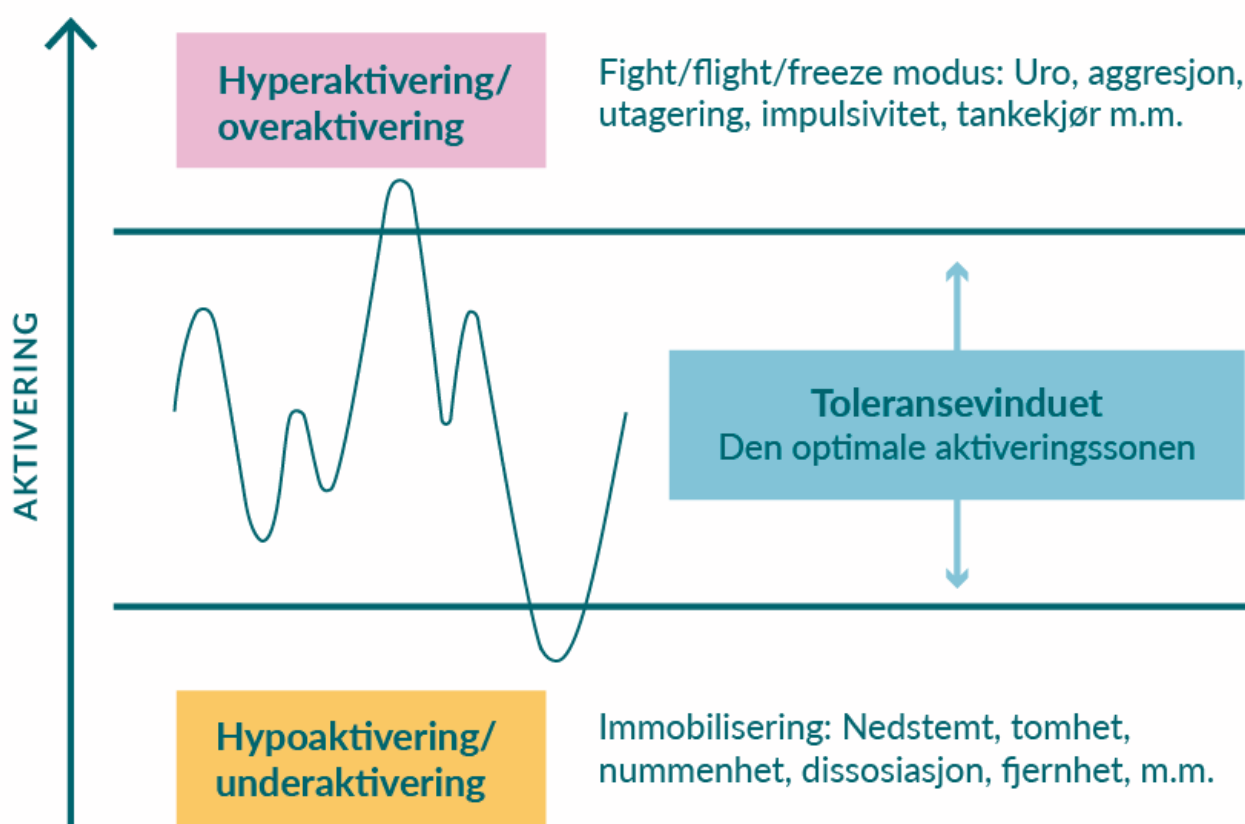 Hyperaktivering/
overaktivering
Fight/flight/freeze modus: Uro, aggresjon,
utagering, impulsivitet, tankekjør m.m.
AKTIVERING
Toleransevinduet
Den optimale aktiveringssonen
Hypoaktivering/
underaktivering
Immobilisering: Nedstemt, tomhet,
nummenhet, dissosiasjon, fjernhet, m.m.